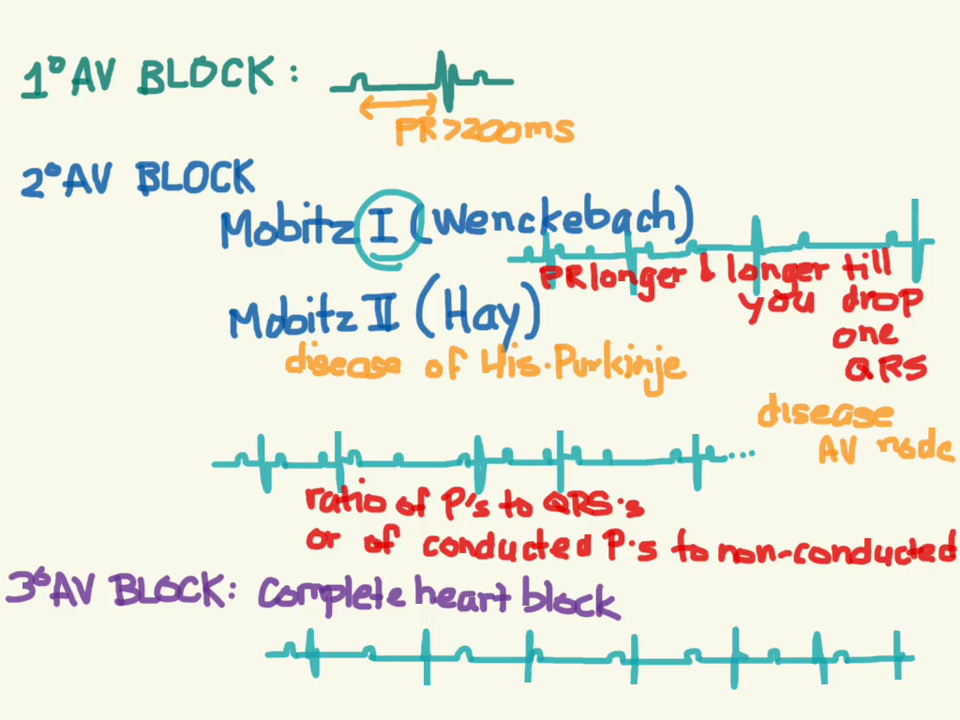 1° AV BLOCK:
PR>200ms
2° AV BLOCK
Mobitz I (Wenckebach)
PR longer & longer till
you drop
one
QRS
Mobitz II (Hay)
disease of His-Purkinje
disease
AV node
...
ratio of P's to QRS's
or of conducted P's to non-conducted
3° AV BLOCK: complete heart block